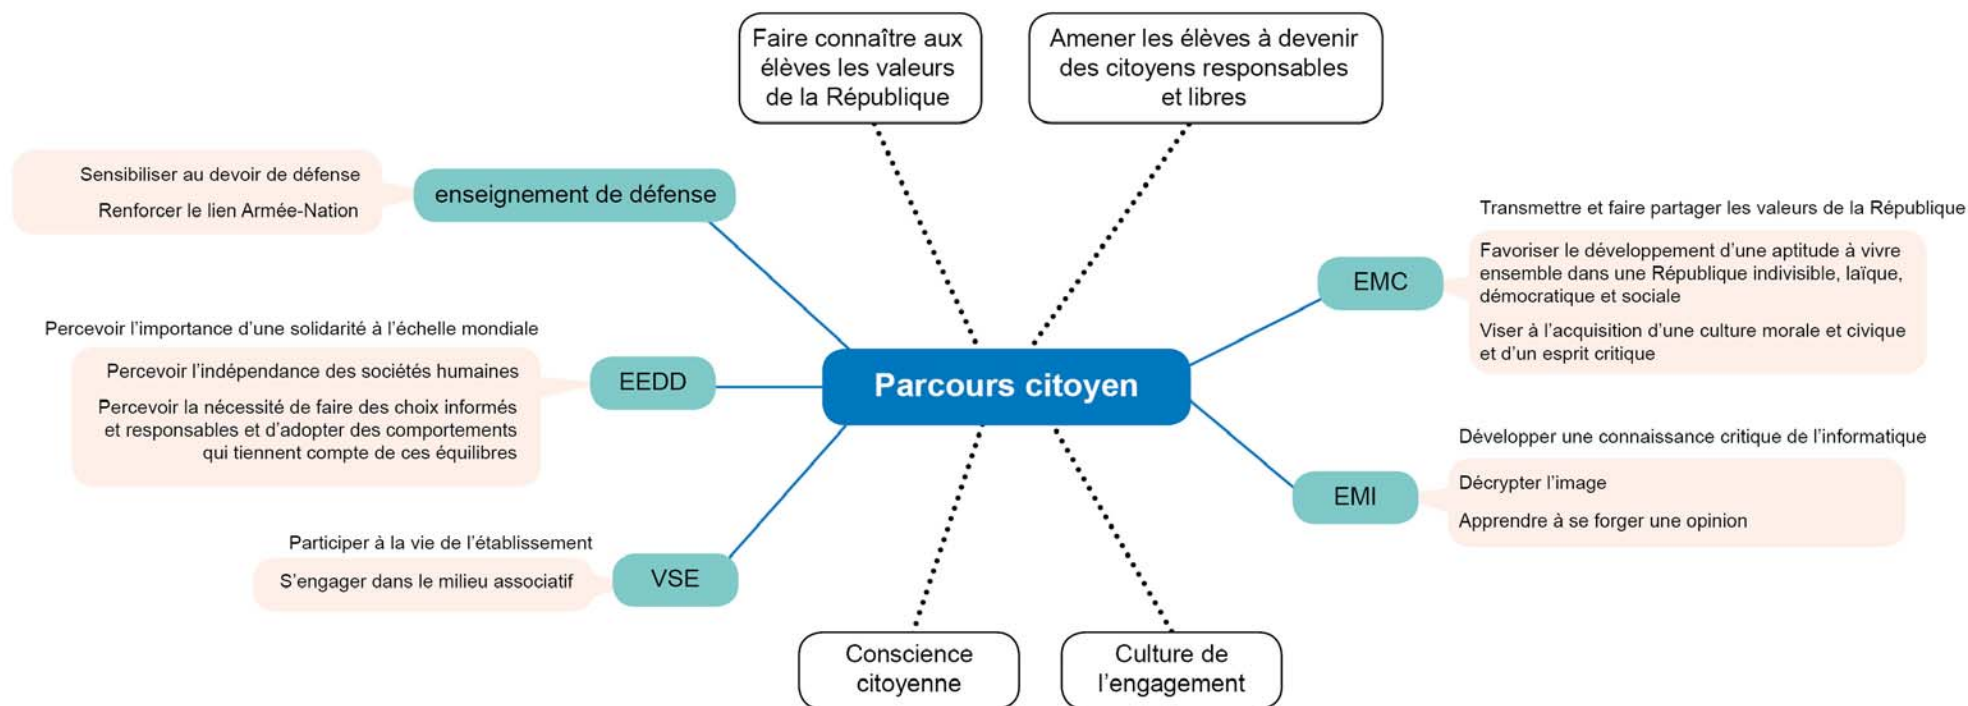 Faire connaître aux
élèves les valeurs
de la République
Amener les élèves à devenir
des citoyens responsables
et libres
Sensibiliser au devoir de défense
Renforcer le lien Armée-Nation
enseignement de défense
Transmettre et faire partager les valeurs de la République
Favoriser le développement d’une aptitude à vivre
ensemble dans une République indivisible, laïque,
démocratique et sociale
Viser à l’acquisition d’une culture morale et civique
et d’un esprit critique
EMC
Percevoir l’importance d’une solidarité à l’échelle mondiale
Percevoir l’indépendance des sociétés humaines
Percevoir la nécessité de faire des choix informés
et responsables et d’adopter des comportements
qui tiennent compte de ces équilibres
EEDD
Parcours citoyen
Développer une connaissance critique de l’informatique
Décrypter l’image
Apprendre à se forger une opinion
EMI
Participer à la vie de l’établissement
S’engager dans le milieu associatif
VSE
Conscience
citoyenne
Culture de
l’engagement